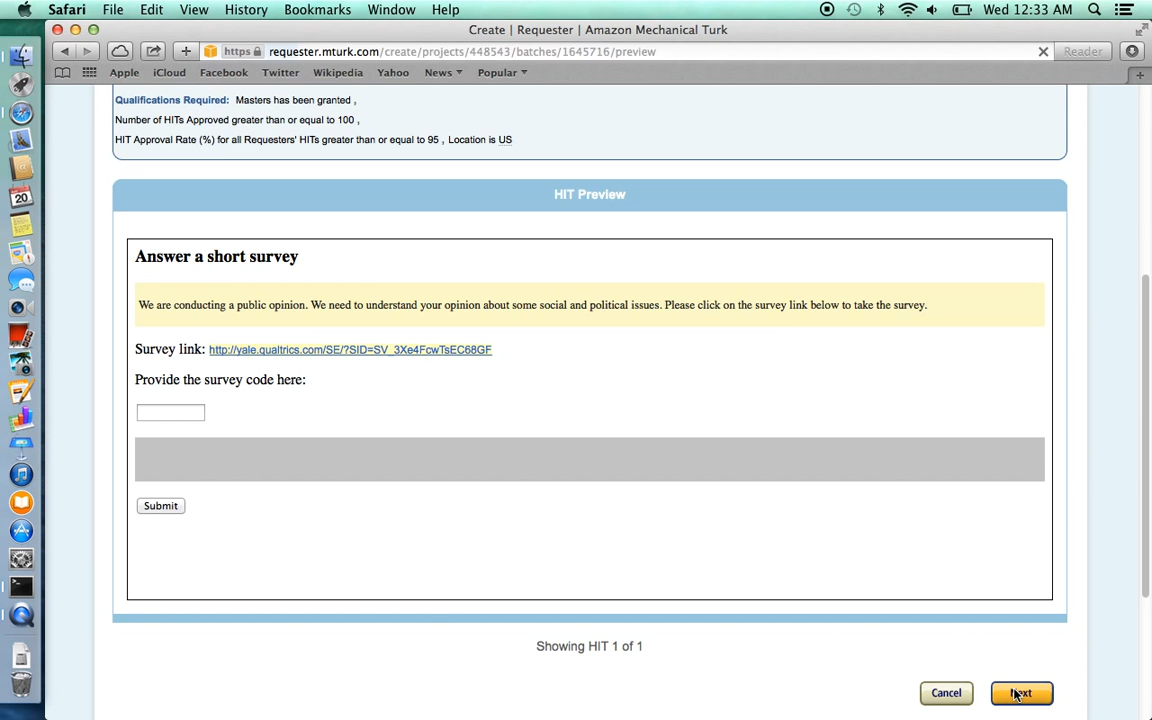 Safari File Edit View History Bookmarks Window Help Wed 12:33 AM
Create | Requester | Amazon Mechanical Turk
https requester.mturk.com/create/projects/448543/batches/1645716/preview Reader
Apple iCloud Facebook Twitter Wikipedia Yahoo News Popular
Qualifications Required: Masters has been granted ,
Number of HITs Approved greater than or equal to 100 ,
HIT Approval Rate (%) for all Requesters' HITs greater than or equal to 95 , Location is US
HIT Preview
Answer a short survey
We are conducting a public opinion. We need to understand your opinion about some social and political issues. Please click on the survey link below to take the survey.
Survey link: http://yale.qualtrics.com/SE/?SID=SV_3Xe4FcwTsEC68GF
Provide the survey code here:
Submit
Showing HIT 1 of 1
Cancel Next
20